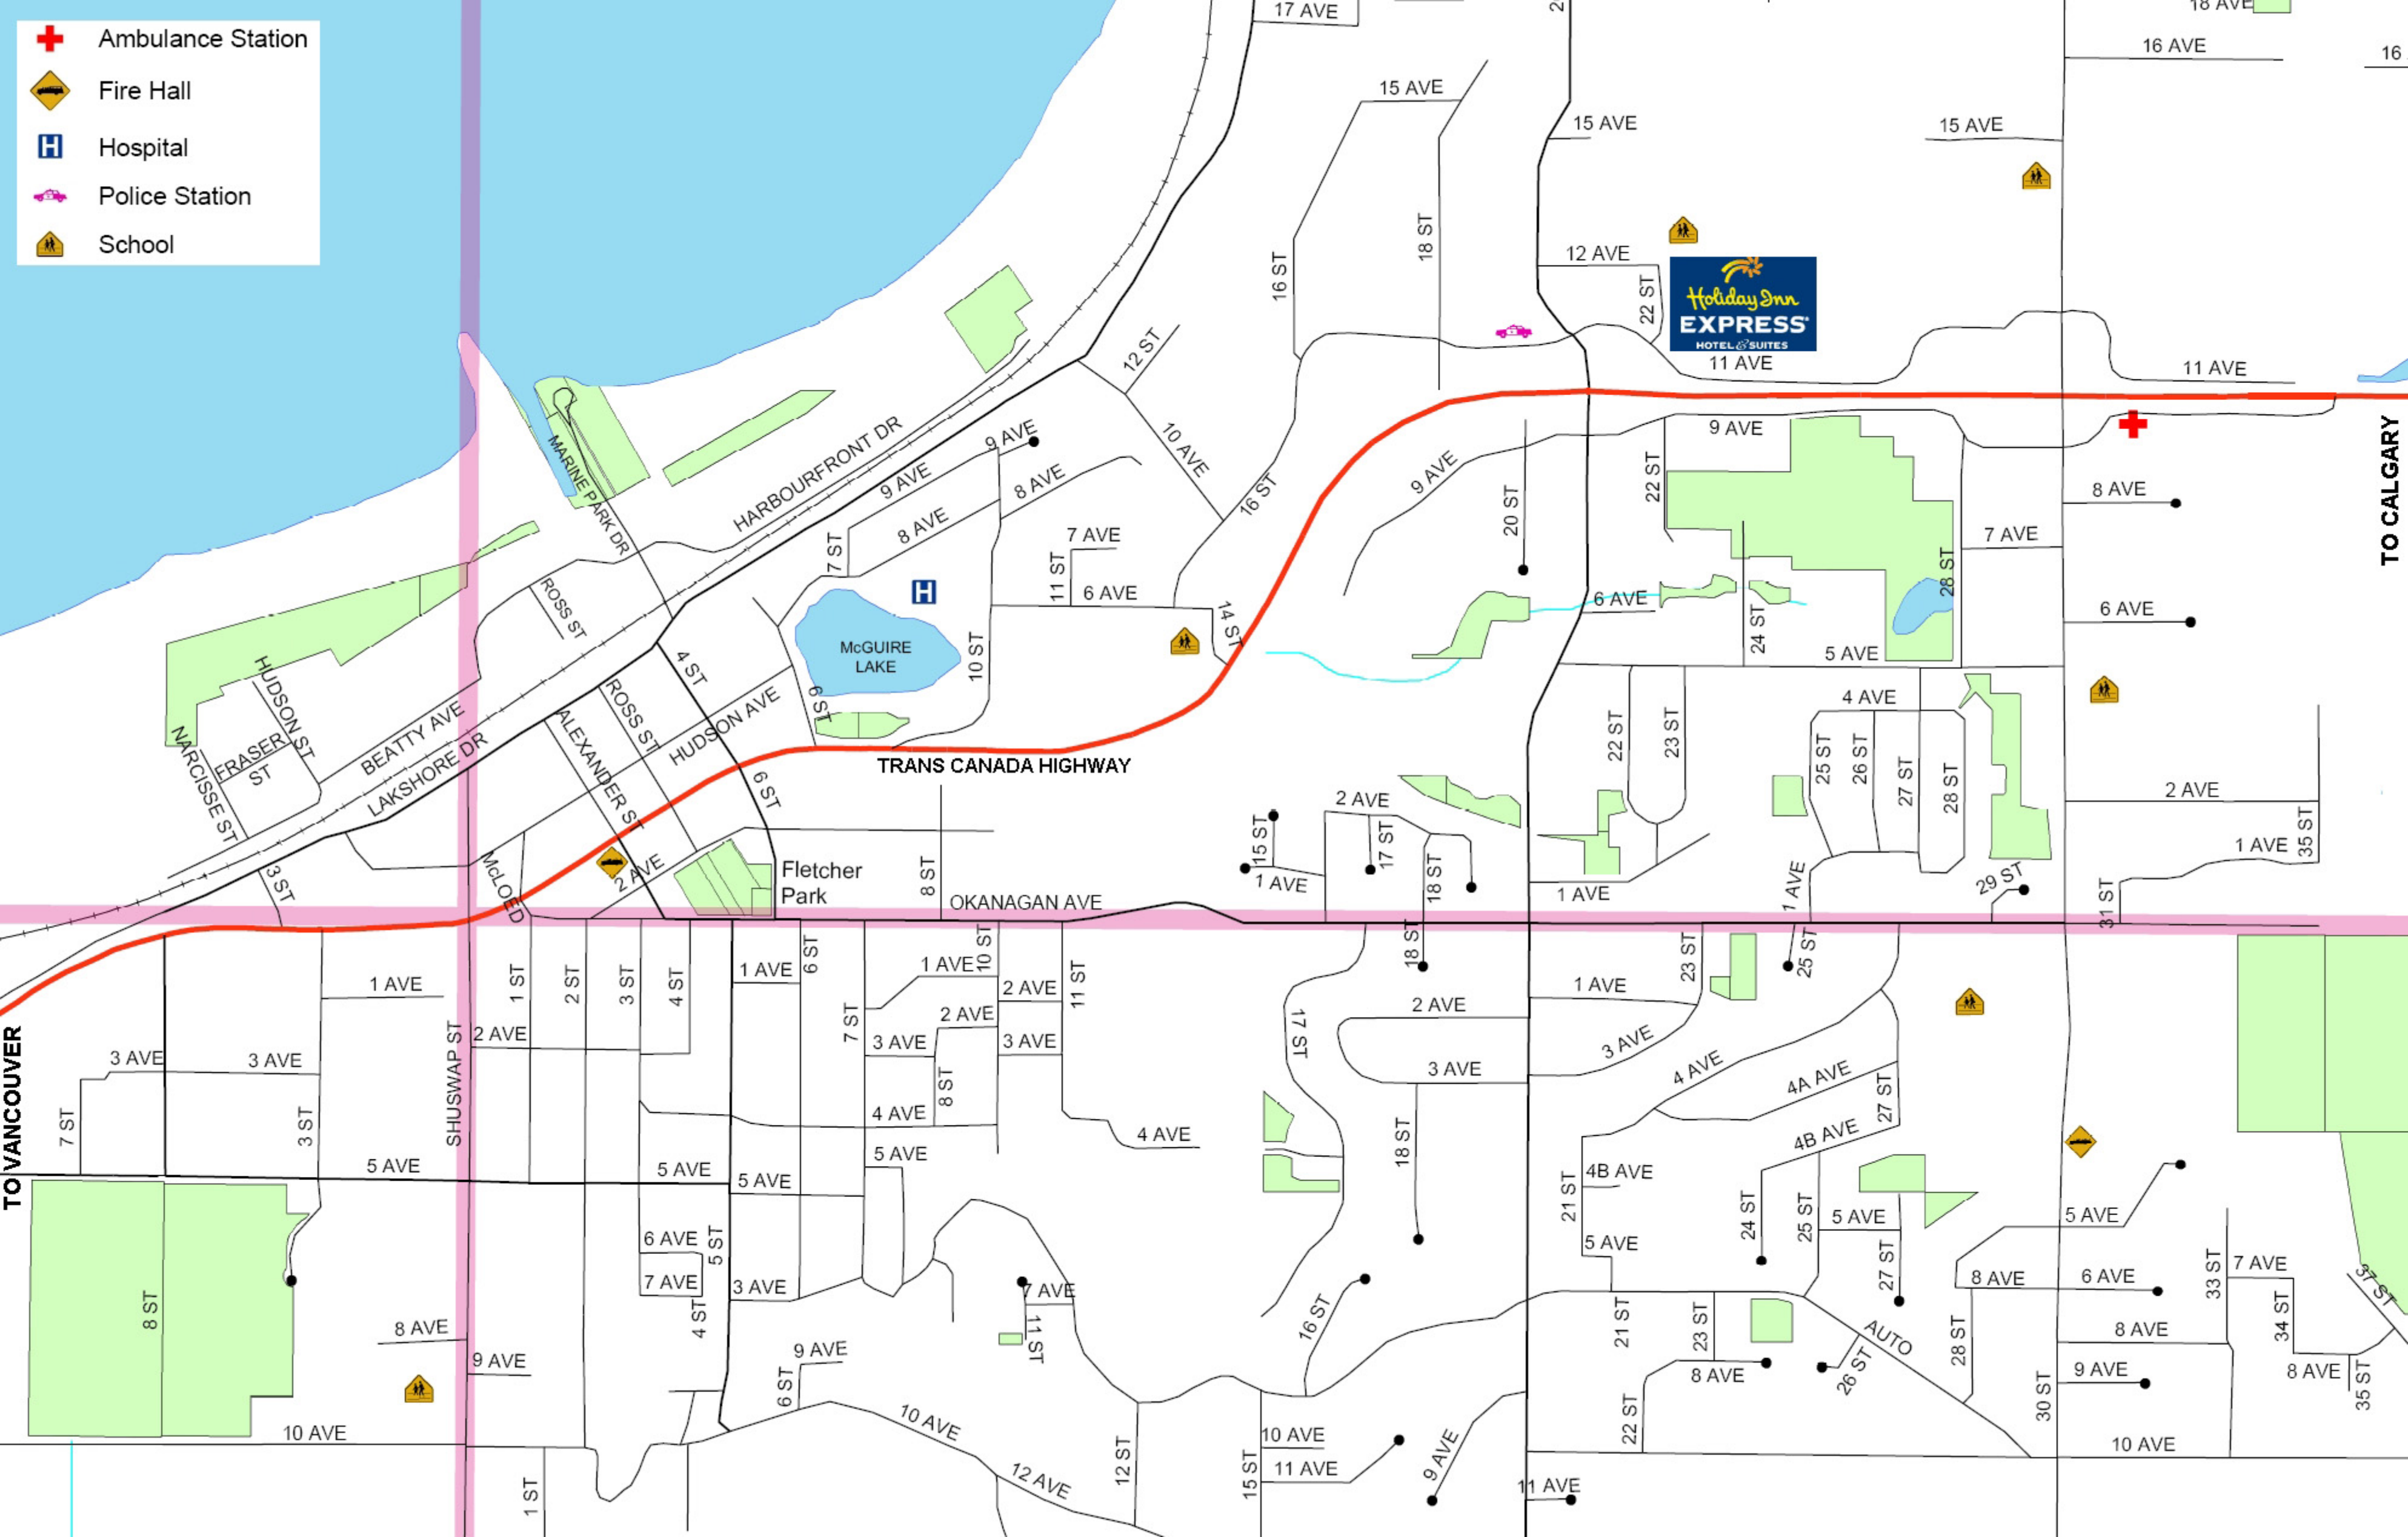 Ambulance Station
Fire Hall
H Hospital
Police Station
School
17 AVE
18 AVE
16 AVE
16
15 AVE
15 AVE
15 AVE
16 ST
18 ST
12 AVE
22 ST
Holiday Inn
EXPRESS
HOTEL & SUITES
11 AVE
11 AVE
12 ST
10 AVE
16 ST
9 AVE
9 AVE
8 AVE
8 AVE
7 ST
7 AVE
11 ST
6 AVE
H
HARBOURFRONT DR
MARINE PARK DR
9 AVE
20 ST
9 AVE
22 ST
8 AVE
TO CALGARY
7 AVE
28 ST
6 AVE
24 ST
6 AVE
5 AVE
ROSS ST
McGUIRE
LAKE
10 ST
14 ST
4 ST
6 ST
HUDSON ST
NARCISSE ST
FRASER
ST
BEATTY AVE
LAKSHORE DR
ALEXANDER ST
ROSS ST
HUDSON AVE
6 ST
TRANS CANADA HIGHWAY
22 ST
23 ST
4 AVE
25 ST
26 ST
27 ST
28 ST
2 AVE
35 ST
1 AVE
2 AVE
15 ST
17 ST
18 ST
1 AVE
1 AVE
1 AVE
29 ST
31 ST
3 ST
McLOED
2 AVE
Fletcher
Park
8 ST
OKANAGAN AVE
1 AVE
1 ST
2 ST
3 ST
4 ST
1 AVE
6 ST
1 AVE
10 ST
2 AVE
11 ST
18 ST
23 ST
25 ST
1 AVE
2 AVE
17 ST
TO VANCOUVER
SHUSWAP ST
2 AVE
7 ST
2 AVE
3 AVE
3 AVE
3 AVE
3 AVE
3 AVE
3 AVE
4 AVE
4A AVE
27 ST
7 ST
3 ST
8 ST
4 AVE
4 AVE
18 ST
4B AVE
4B AVE
21 ST
5 AVE
5 AVE
5 AVE
5 AVE
24 ST
25 ST
5 AVE
27 ST
5 AVE
5 AVE
6 AVE
5 ST
7 AVE
3 AVE
7 AVE
11 ST
4 ST
8 ST
16 ST
21 ST
23 ST
8 AVE
6 AVE
33 ST
7 AVE
37 ST
34 ST
AUTO
28 ST
8 AVE
8 AVE
9 AVE
9 AVE
6 ST
8 AVE
26 ST
30 ST
9 AVE
8 AVE
35 ST
22 ST
10 AVE
10 AVE
12 AVE
12 ST
15 ST
10 AVE
11 AVE
9 AVE
10 AVE
1 ST
11 AVE